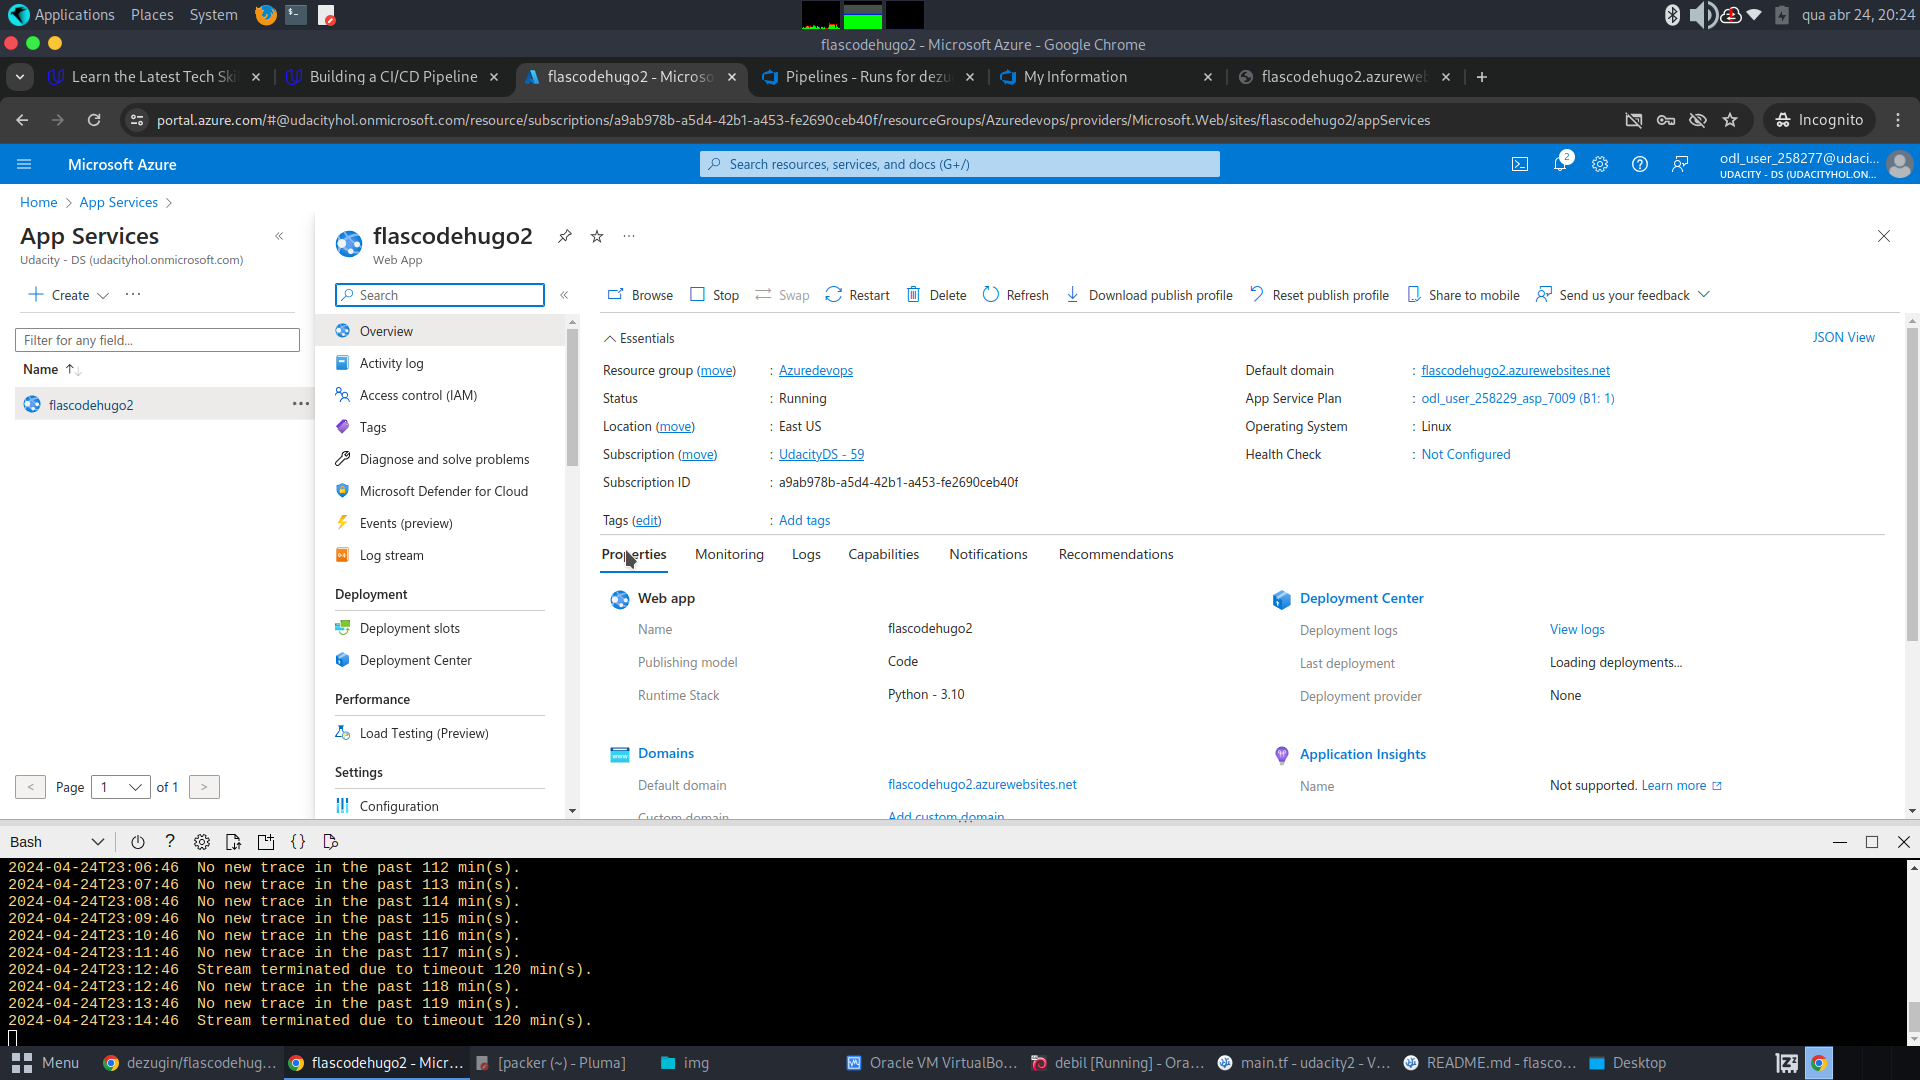 Applications Places System
qua abr 24, 20:24
flascodehugo2 - Microsoft Azure - Google Chrome
Learn the Latest Tech Ski
Building a CI/CD Pipeline
flascodehugo2 - Microso
Pipelines - Runs for dezu
My Information
flascodehugo2.azurewe
portal.azure.com/#@udacityhol.onmicrosoft.com/resource/subscriptions/a9ab978b-a5d4-42b1-a453-fe2690ceb40f/resourceGroups/Azuredevops/providers/Microsoft.Web/sites/flascodehugo2/appServices
Incognito
Microsoft Azure
Search resources, services, and docs (G+/)
2
odl_user_258277@udaci...
UDACITY - DS (UDACITYHOL.ON...
Home > App Services >
App Services
Udacity - DS (udacityhol.onmicrosoft.com)
Create
Filter for any field...
Name
flascodehugo2
Page 1 of 1
flascodehugo2
Web App
Search
Overview
Activity log
Access control (IAM)
Tags
Diagnose and solve problems
Microsoft Defender for Cloud
Events (preview)
Log stream
Deployment
Deployment slots
Deployment Center
Performance
Load Testing (Preview)
Settings
Configuration
Browse Stop Swap Restart Delete Refresh Download publish profile Reset publish profile Share to mobile Send us your feedback
Essentials
JSON View
Resource group (move) : Azuredevops
Status : Running
Location (move) : East US
Subscription (move) : UdacityDS - 59
Subscription ID : a9ab978b-a5d4-42b1-a453-fe2690ceb40f
Tags (edit) : Add tags
Default domain : flascodehugo2.azurewebsites.net
App Service Plan : odl_user_258229_asp_7009 (B1: 1)
Operating System : Linux
Health Check : Not Configured
Properties Monitoring Logs Capabilities Notifications Recommendations
Web app
Name flascodehugo2
Publishing model Code
Runtime Stack Python - 3.10
Domains
Default domain flascodehugo2.azurewebsites.net
Custom domain Add custom domain
Deployment Center
Deployment logs View logs
Last deployment Loading deployments...
Deployment provider None
Application Insights
Name Not supported. Learn more
Bash
2024-04-24T23:06:46 No new trace in the past 112 min(s).
2024-04-24T23:07:46 No new trace in the past 113 min(s).
2024-04-24T23:08:46 No new trace in the past 114 min(s).
2024-04-24T23:09:46 No new trace in the past 115 min(s).
2024-04-24T23:10:46 No new trace in the past 116 min(s).
2024-04-24T23:11:46 No new trace in the past 117 min(s).
2024-04-24T23:12:46 Stream terminated due to timeout 120 min(s).
2024-04-24T23:12:46 No new trace in the past 118 min(s).
2024-04-24T23:13:46 No new trace in the past 119 min(s).
2024-04-24T23:14:46 Stream terminated due to timeout 120 min(s).
Menu
dezugin/flascodehug...
flascodehugo2 - Micr...
[packer (~) - Pluma]
img
Oracle VM VirtualBo...
debil [Running] - Ora...
main.tf - udacity2 - V...
README.md - flasco...
Desktop